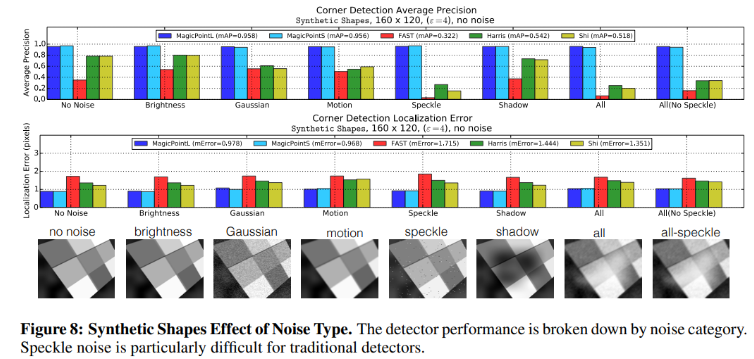 Corner Detection Average Precision
Synthetic Shapes, 160 x 120, (ε=4), no noise
MagicPointL (mAP=0.958) MagicPointS (mAP=0.956) FAST (mAP=0.322) Harris (mAP=0.542) Shi (mAP=0.518)
Average Precision
1.0
0.8
0.6
0.4
0.2
0.0
No Noise Brightness Gaussian Motion Speckle Shadow All All(No Speckle)
Corner Detection Localization Error
Synthetic Shapes, 160 x 120, (ε=4), no noise
MagicPointL (mError=0.978) MagicPointS (mError=0.968) FAST (mError=1.715) Harris (mError=1.444) Shi (mError=1.351)
Localization Error (pixels)
3
2
1
0
No Noise Brightness Gaussian Motion Speckle Shadow All All(No Speckle)
no noise brightness Gaussian motion speckle shadow all all-speckle
Figure 8: Synthetic Shapes Effect of Noise Type. The detector performance is broken down by noise category.
Speckle noise is particularly difficult for traditional detectors.